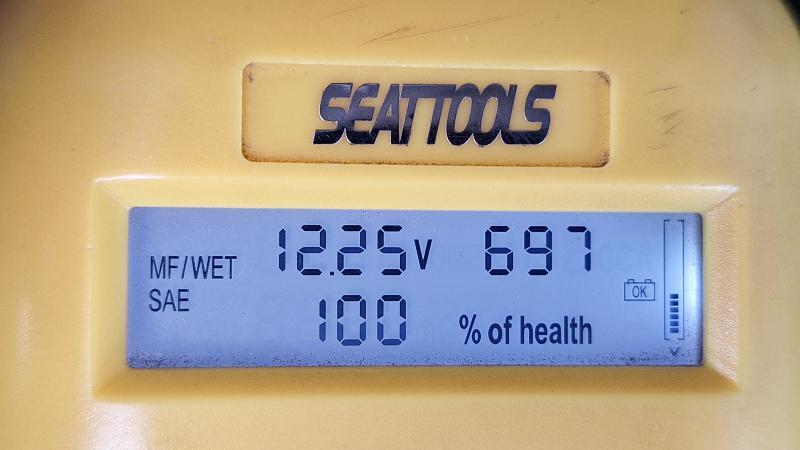 SEATTOOLS
MF/WET 12.25V 697
SAE 100 % of health
OK
V